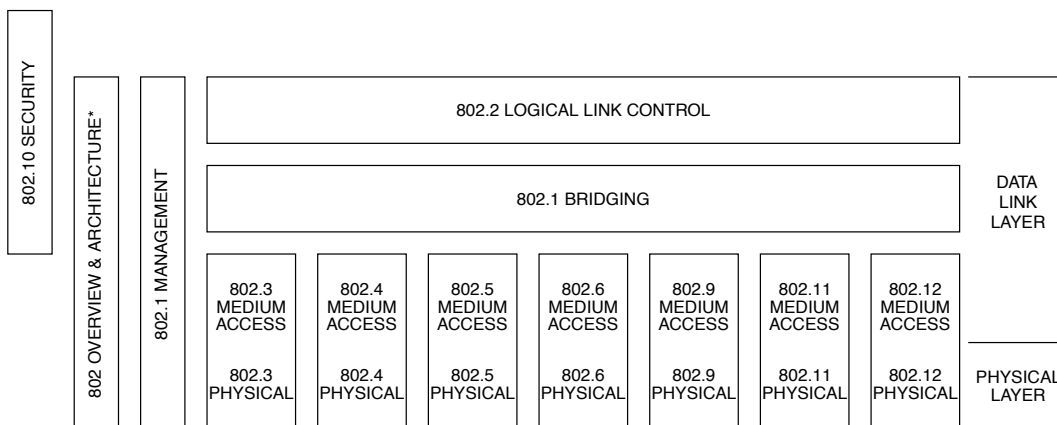 802.10 SECURITY
802 OVERVIEW & ARCHITECTURE*
802.1 MANAGEMENT
802.2 LOGICAL LINK CONTROL
802.1 BRIDGING
802.3
MEDIUM
ACCESS
802.3
PHYSICAL
802.4
MEDIUM
ACCESS
802.4
PHYSICAL
802.5
MEDIUM
ACCESS
802.5
PHYSICAL
802.6
MEDIUM
ACCESS
802.6
PHYSICAL
802.9
MEDIUM
ACCESS
802.9
PHYSICAL
802.11
MEDIUM
ACCESS
802.11
PHYSICAL
802.12
MEDIUM
ACCESS
802.12
PHYSICAL
DATA
LINK
LAYER
PHYSICAL
LAYER